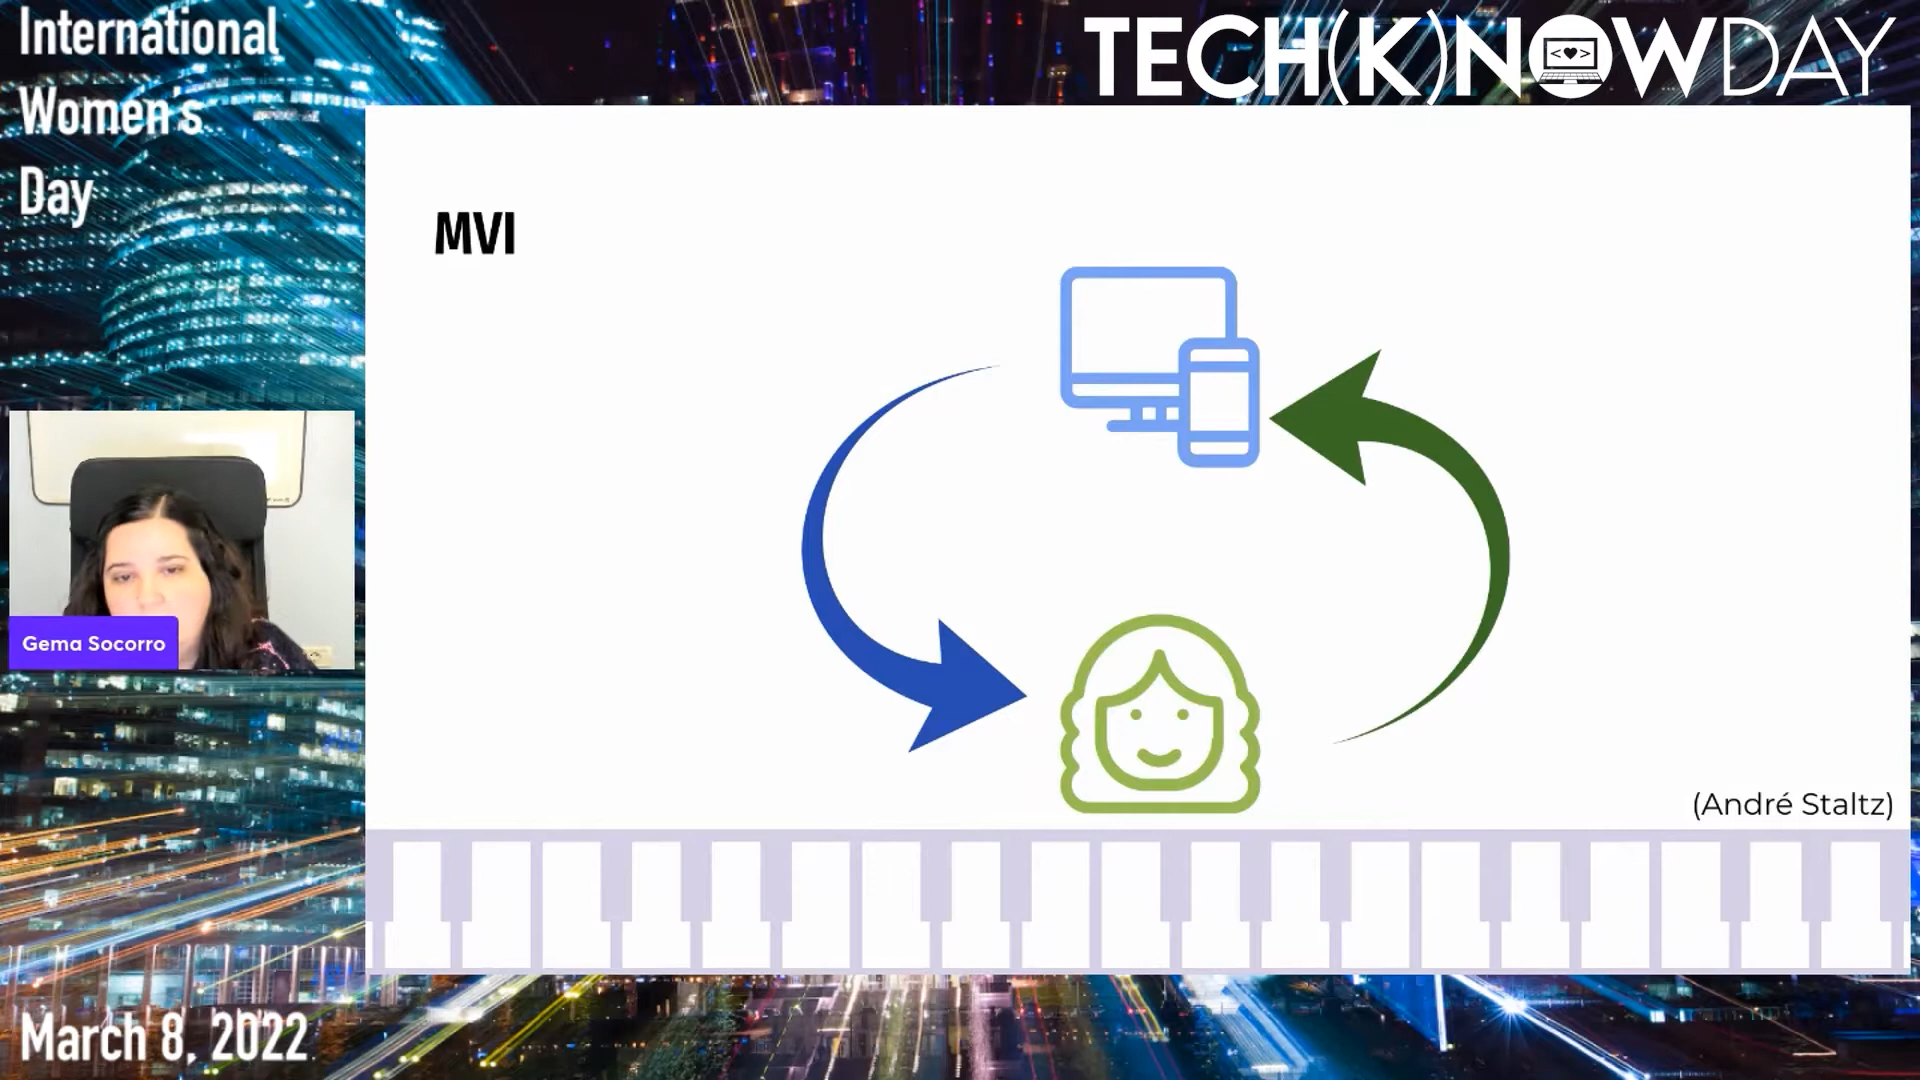 International
Women's
Day
TECH(K)NOWDAY
<♥>
MVI
Gema Socorro
(André Staltz)
March 8, 2022